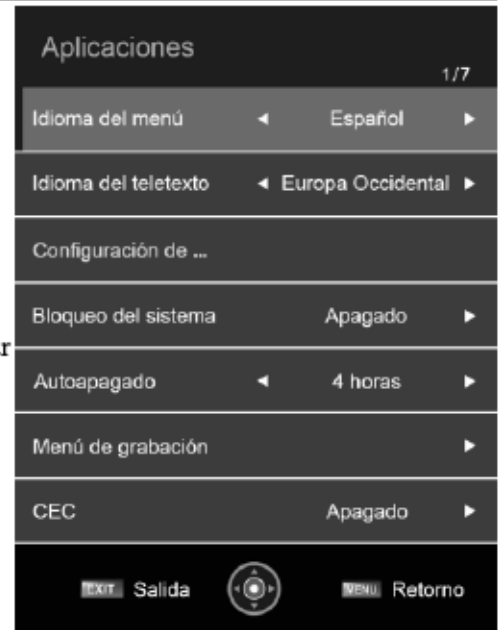 Aplicaciones
1/7
Idioma del menú ◄ Español ►
Idioma del teletexto ◄ Europa Occidental ►
Configuración de ...
Bloqueo del sistema Apagado ►
r
Autoapagado ◄ 4 horas ►
Menú de grabación ►
CEC Apagado ►
EXIT Salida MENU Retorno